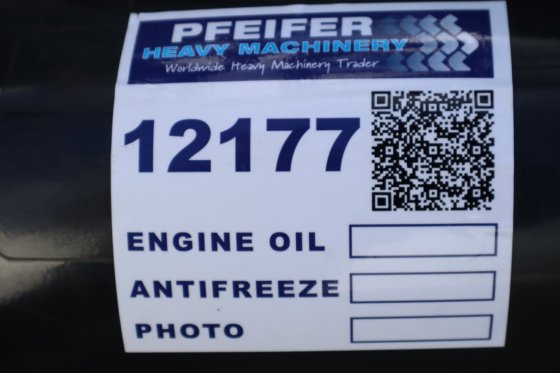 PFEIFER
HEAVY MACHINERY
Worldwide Heavy Machinery Trader
12177
ENGINE OIL
ANTIFREEZE
PHOTO